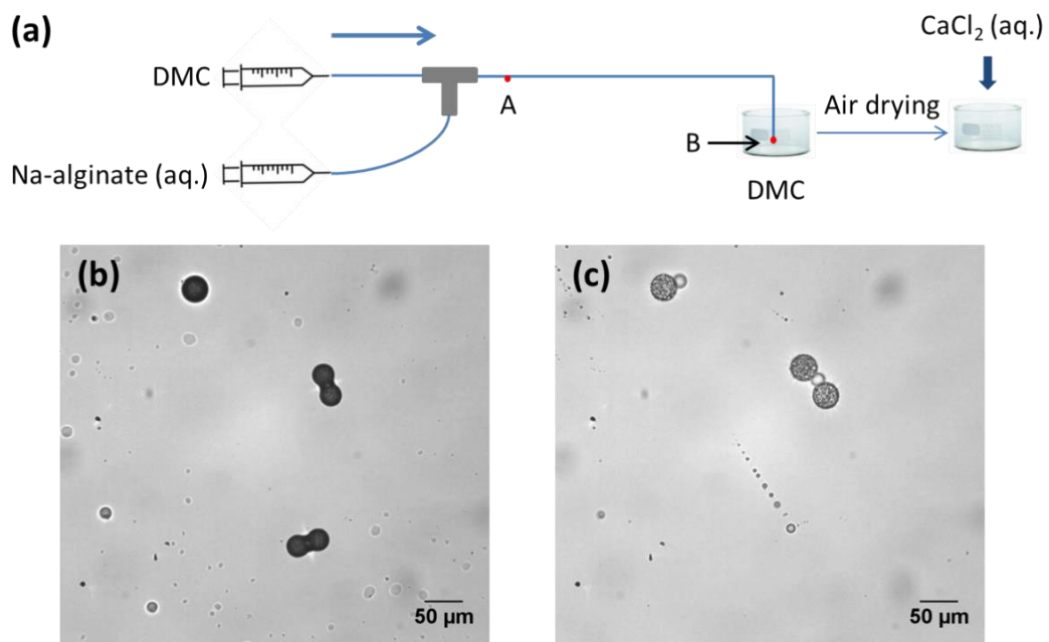 (a)
CaCl₂ (aq.)
DMC
A
Air drying
B
Na-alginate (aq.)
DMC
(b)
(c)
50 µm
50 µm